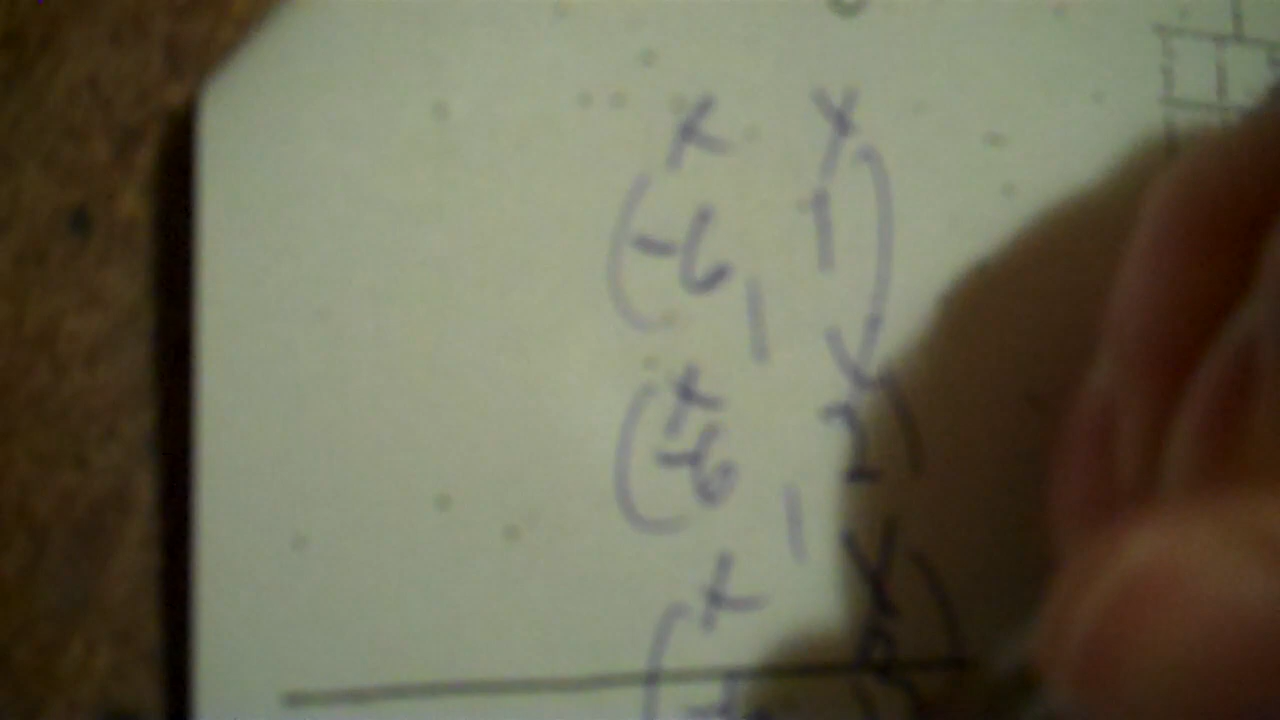 x y
(-6, 1)
x y
(-6, 2)
x y